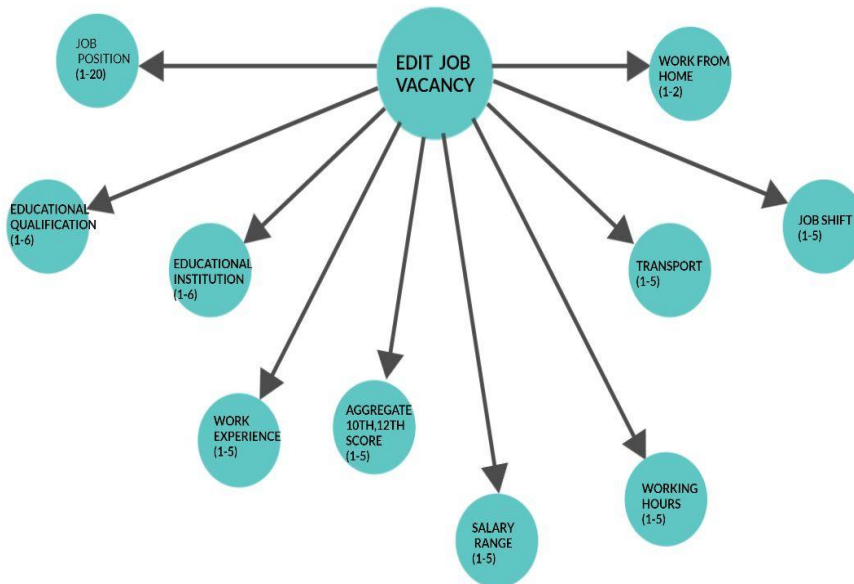 EDIT JOB
VACANCY
JOB
POSITION
(1-20)
WORK FROM
HOME
(1-2)
EDUCATIONAL
QUALIFICATION
(1-6)
EDUCATIONAL
INSTITUTION
(1-6)
TRANSPORT
(1-5)
JOB SHIFT
(1-5)
WORK
EXPERIENCE
(1-5)
AGGREGATE
10TH,12TH
SCORE
(1-5)
SALARY
RANGE
(1-5)
WORKING
HOURS
(1-5)